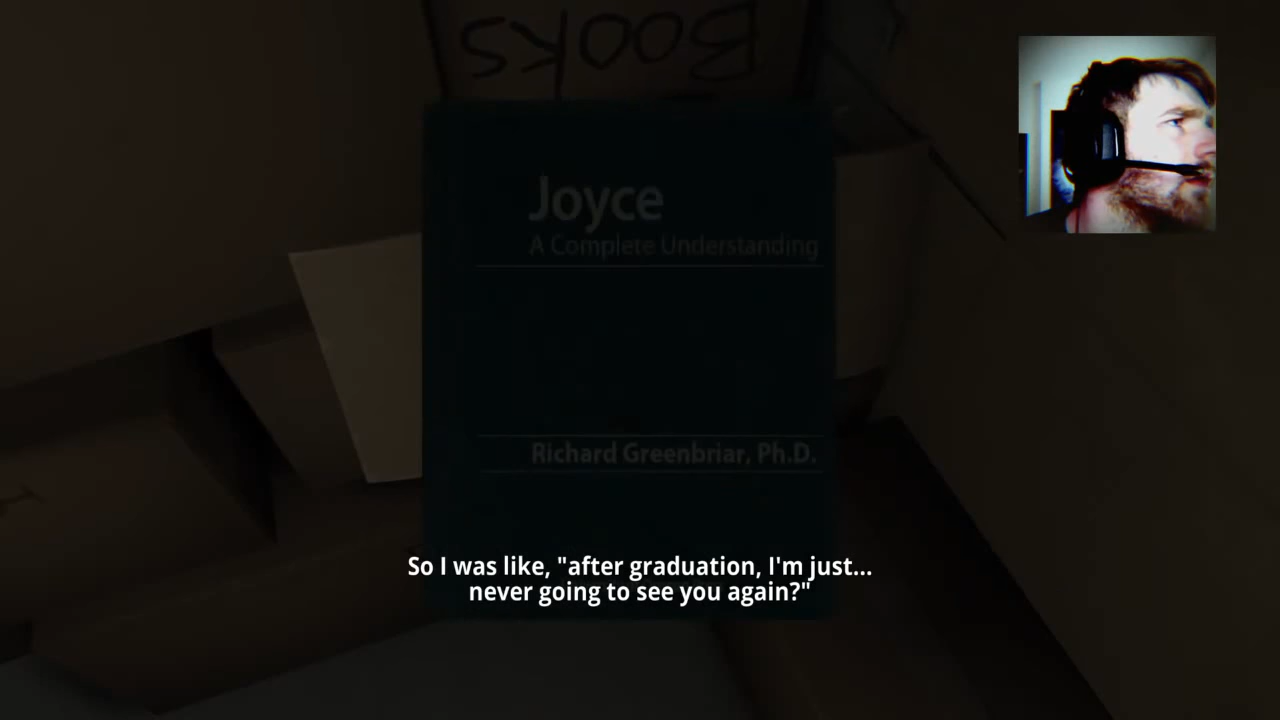 Books
Joyce
A Complete Understanding
Richard Greenbriar, Ph.D.
So I was like, "after graduation, I'm just...
never going to see you again?"